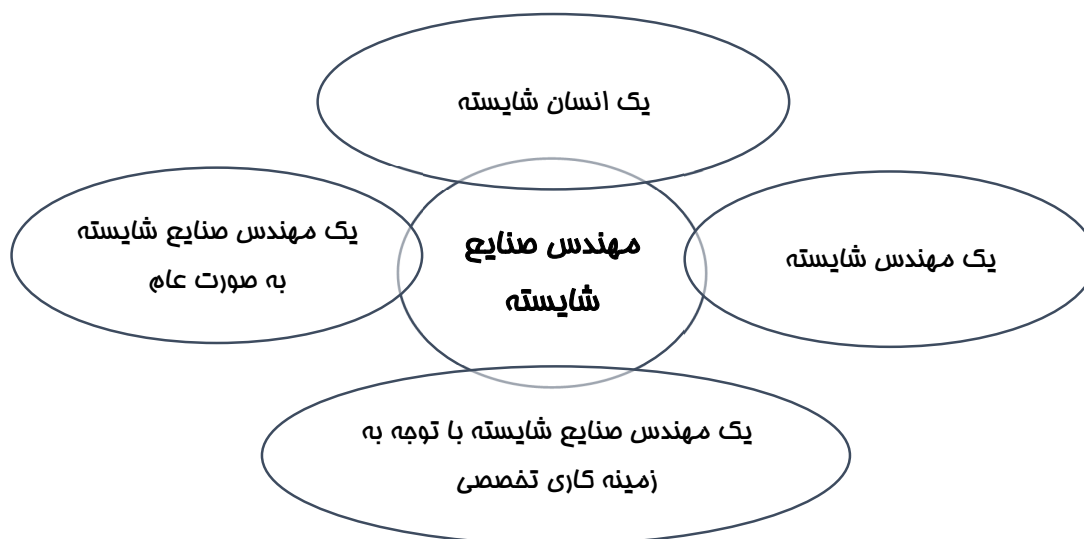 یک انسان شایسته
مهندس صنایع
شایسته
یک مهندس شایسته
یک مهندس صنایع شایسته
به صورت عام
یک مهندس صنایع شایسته با توجه به
زمینه کاری تخصصی